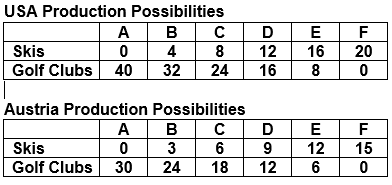 USA Production Possibilities
A B C D E F
Skis 0 4 8 12 16 20
Golf Clubs 40 32 24 16 8 0
Austria Production Possibilities
A B C D E F
Skis 0 3 6 9 12 15
Golf Clubs 30 24 18 12 6 0